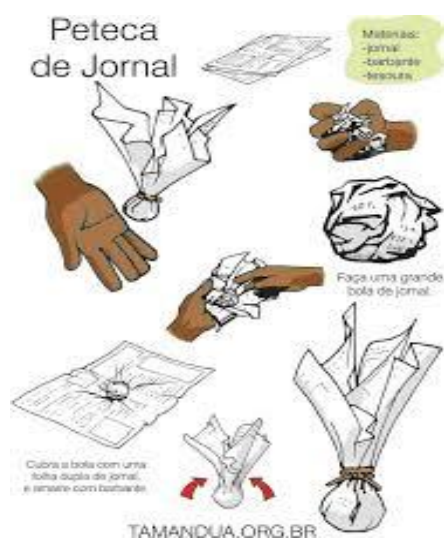 Peteca
de Jornal
Materiais:
-jornal
-barbante
-tesoura
Faça uma grande
bola de jornal.
Cubra a bola com uma
folha dupla de jornal,
e amarre com barbante
TAMANDUA.ORG.BR